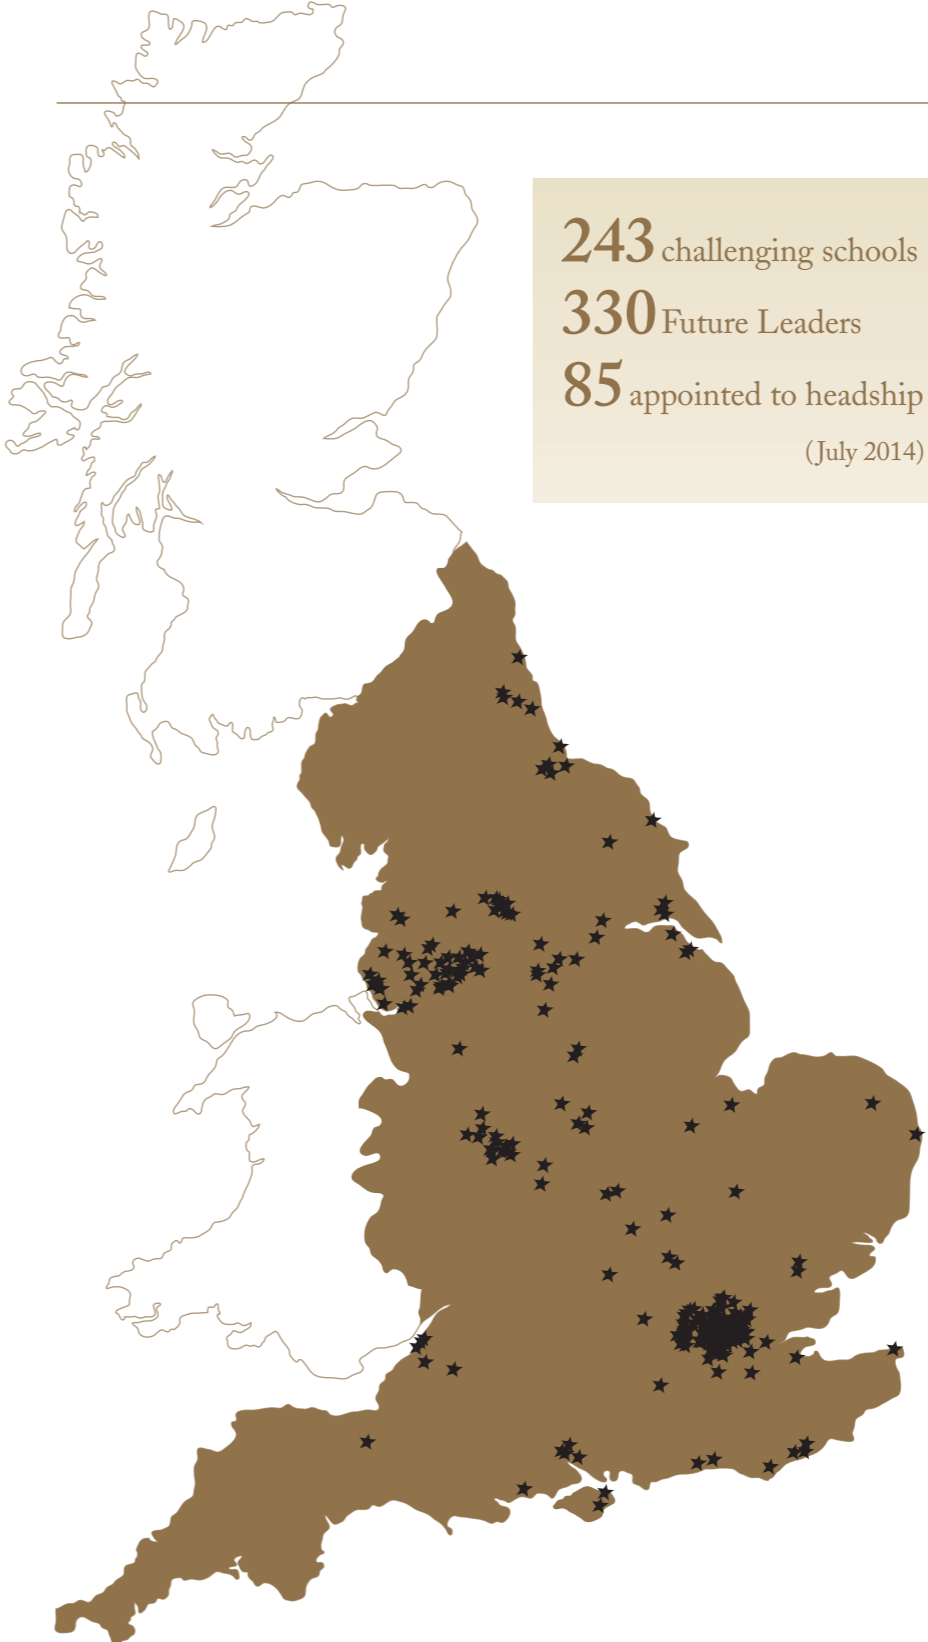 243 challenging schools
330 Future Leaders
85 appointed to headship
(July 2014)